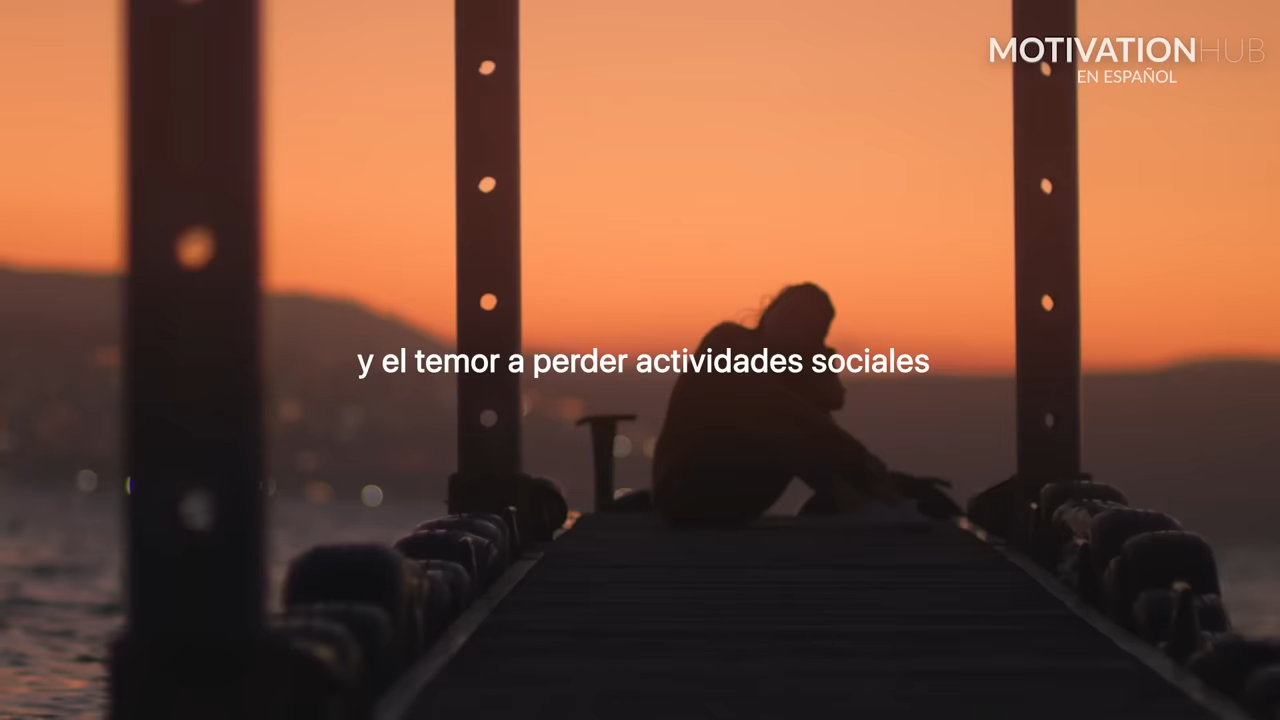 MOTIVATIONHUB
EN ESPAÑOL
y el temor a perder actividades sociales